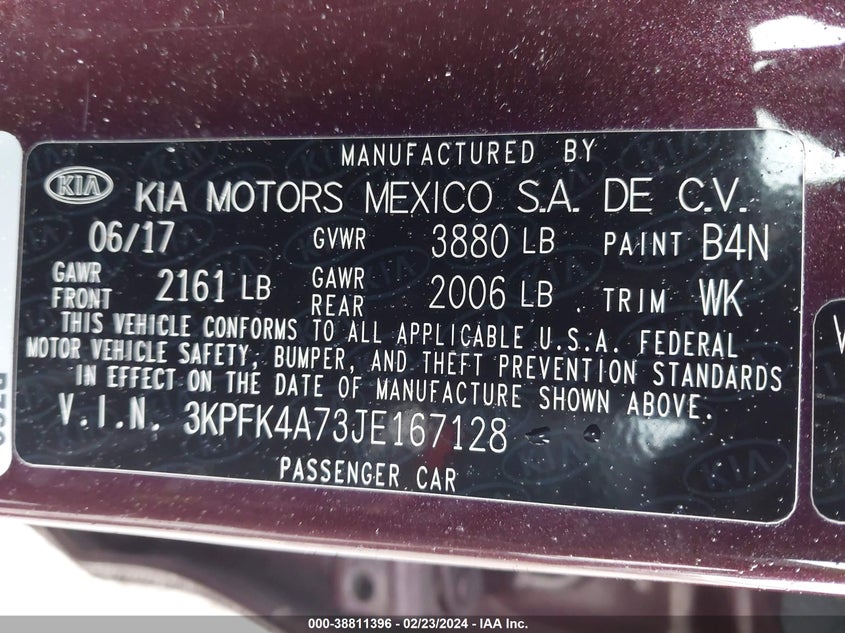 MANUFACTURED BY
KIA KIA MOTORS MEXICO S.A. DE C.V.
06/17 GVWR 3880 LB PAINT B4N
GAWR FRONT 2161 LB GAWR REAR 2006 LB . TRIM WK
THIS VEHICLE CONFORMS TO ALL APPLICABLE U.S.A. FEDERAL
MOTOR VEHICLE SAFETY, BUMPER, AND THEFT PREVENTION STANDARDS
IN EFFECT ON THE DATE OF MANUFACTURE SHOWN ABOVE.
V.I.N. 3KPFK4A73JE167128
PASSENGER CAR
000-38811396 - 02/23/2024 - IAA Inc.